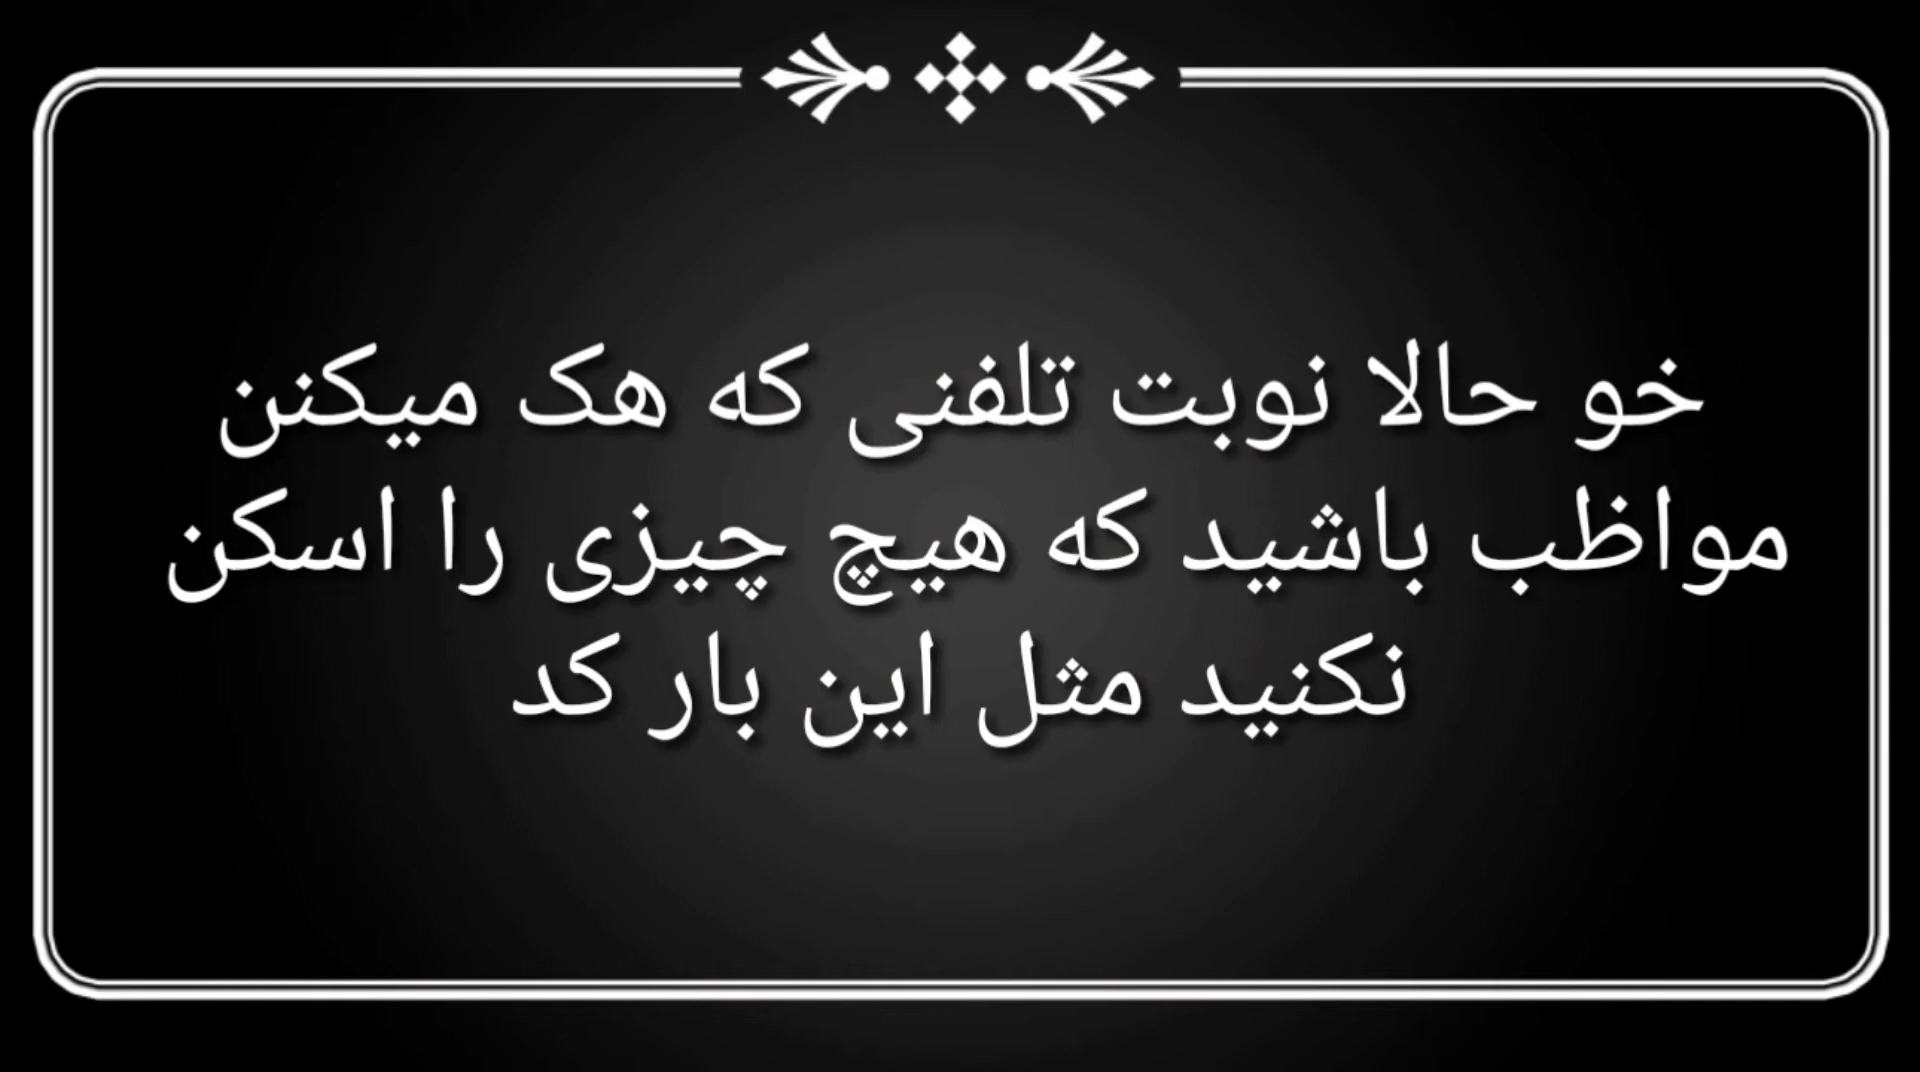 خو حالا نوبت تلفنی که هک میکنن
مواظب باشید که هیچ چیزی را اسکن
نکنید مثل این بار کد